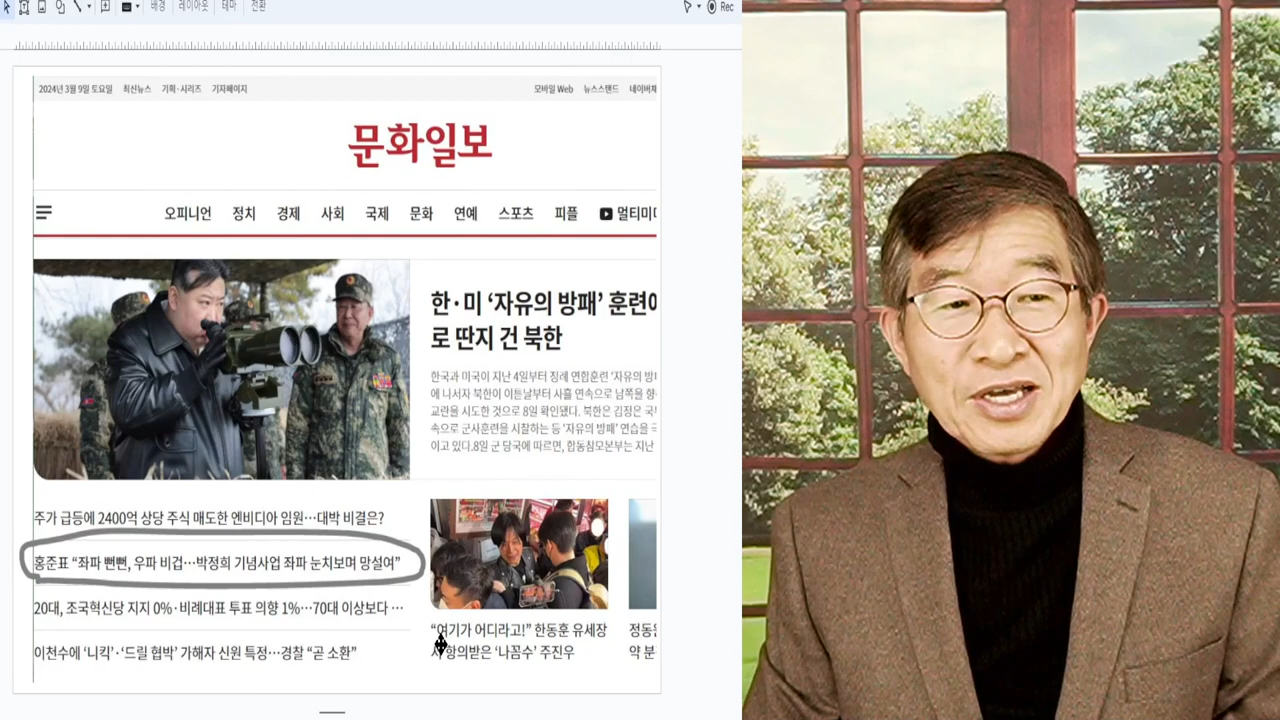 배경 레이아웃 테마 전환
Rec
2024년 3월 9일 토요일 최신뉴스 기획·시리즈 기자페이지
모바일 Web 뉴스스탠드
문화일보
오피니언 정치 경제 사회 국제 문화 연예 스포츠 피플 멀티미디
한·미 ‘자유의 방패’ 훈련에
로 딴지 건 북한
한국과 미국이 지난 4일부터 정례 연합훈련 ‘자유의 방패
에 나서자 북한이 이튿날부터 사흘 연속으로 남쪽을 향
교란을 시도한 것으로 8일 확인됐다. 북한은 김정은
속으로 군사훈련을 시찰하는 등 ‘자유의 방패’ 연습을
이고 있다.8일 군 당국에 따르면, 합동참모본부는 지난
주가 급등에 2400억 상당 주식 매도한 엔비디아 임원…대박 비결은?
홍준표 “좌파 뻔뻔, 우파 비겁…박정희 기념사업 좌파 눈치보며 망설여”
20대, 조국혁신당 지지 0%·비례대표 투표 의향 1%…70대 이상보다 …
이천수에 ‘니킥’·‘드릴 협박’ 가해자 신원 특정…경찰 “곧 소환”
“여기가 어디라고!” 한동훈 유세장
서 항의받은 ‘나꼼수’ 주진우
약 분